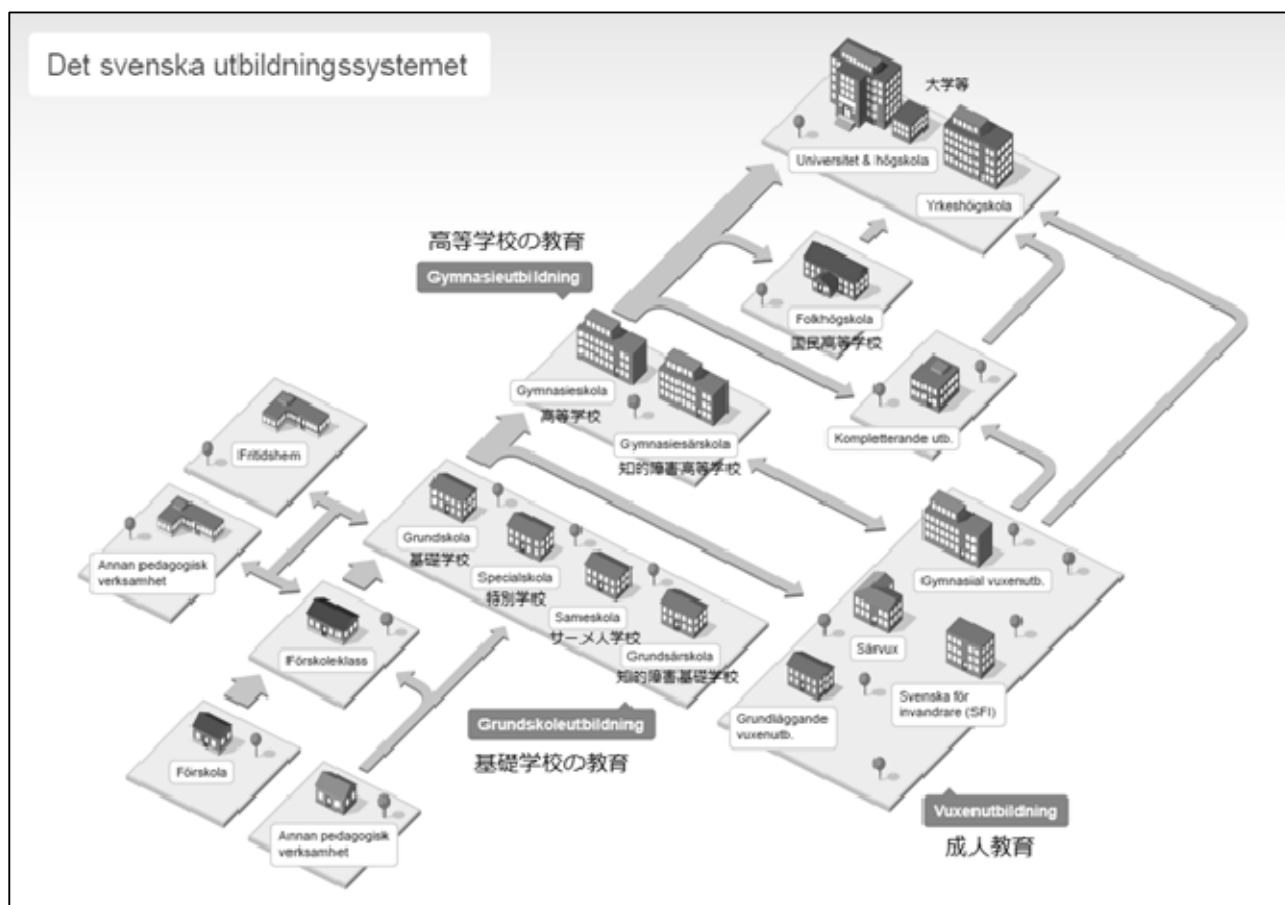 Det svenska utbildningssystemet
大学等
Universitet & högskola
Yrkeshögskola
高等学校の教育
Gymnasieutbildning
Folkhögskola
国民高等学校
Gymnasieskola
高等学校
Gymnasiesärskola
知的障害高等学校
Kompletterande utb.
Fritidshem
Annan pedagogisk
verksamhet
Grundskola
基礎学校
Specialskola
特別学校
Sameskola
サーメ人学校
Grundsärskola
知的障害基礎学校
Gymnasial vuxenutb.
Särvux
Svenska för
invandrare (SFI)
Grundläggande
vuxenutb.
Förskoleklass
Förskola
Annan pedagogisk
verksamhet
Grundskoleutbildning
基礎学校の教育
Vuxenutbildning
成人教育